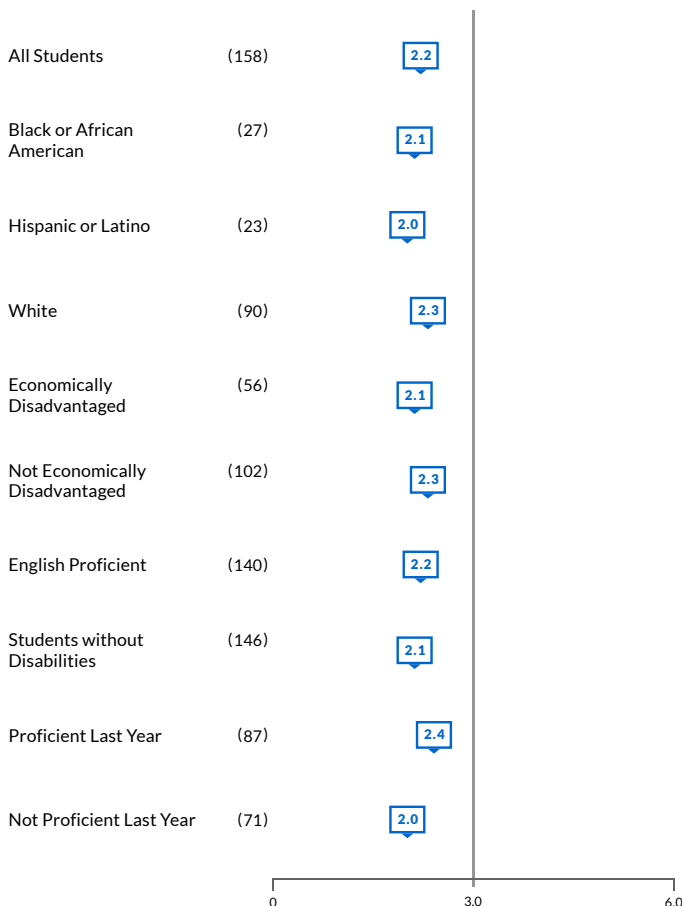 All Students (158) 2.2
Black or African (27) 2.1
American
Hispanic or Latino (23) 2.0
White (90) 2.3
Economically (56) 2.1
Disadvantaged
Not Economically (102) 2.3
Disadvantaged
English Proficient (140) 2.2
Students without (146) 2.1
Disabilities
Proficient Last Year (87) 2.4
Not Proficient Last Year (71) 2.0
0 3.0 6.0